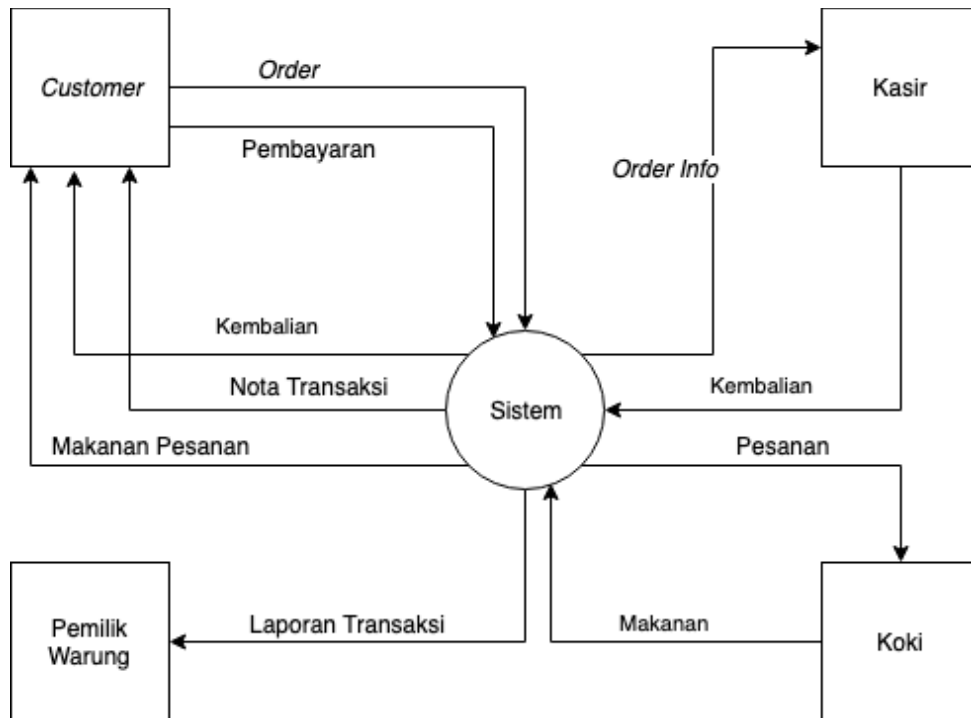 Customer
Order
Kasir
Pembayaran
Order Info
Kembalian
Nota Transaksi
Sistem
Kembalian
Makanan Pesanan
Pesanan
Pemilik
Warung
Laporan Transaksi
Makanan
Koki